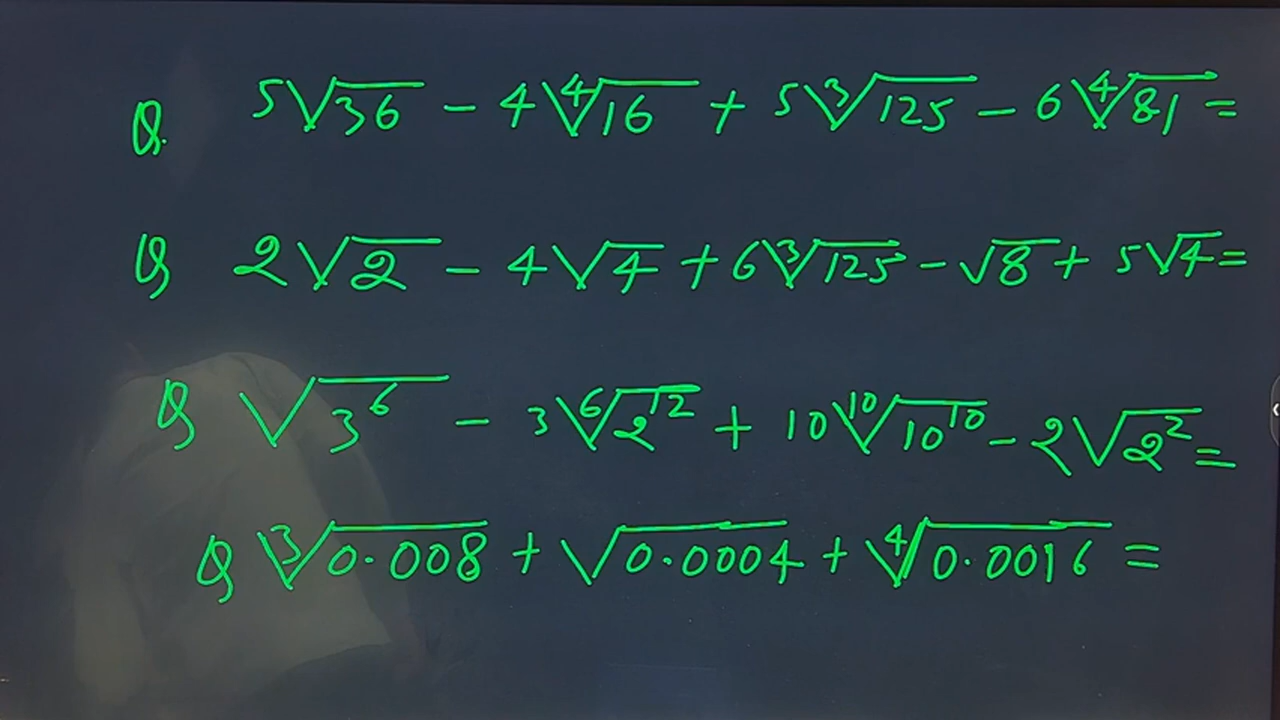 Q. 5√36 - 4∜16 + 5∛125 - 6∜81 =
Q 2√2 - 4√4 + 6∛125 - √8 + 5√4 =
Q √3⁶ - 3⁶√2¹² + 10¹⁰√10¹⁰ - 2√2² =
Q ∛0.008 + √0.0004 + ∜0.0016 =